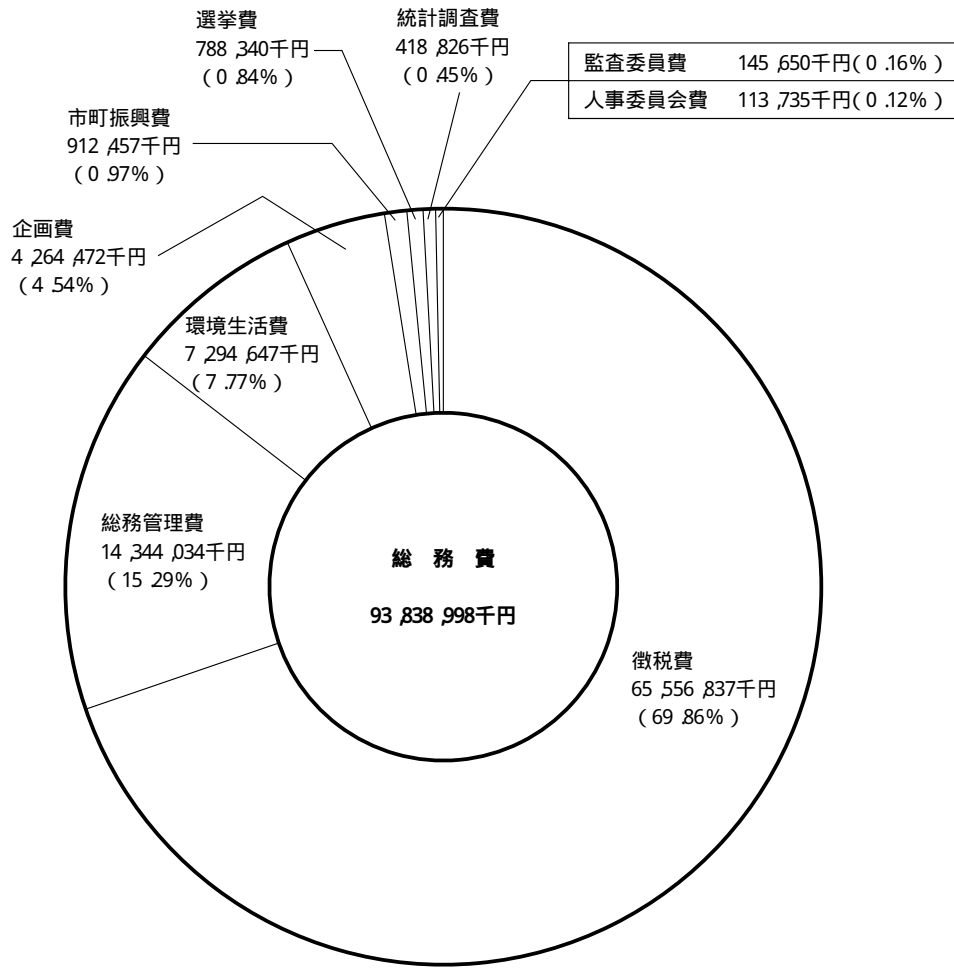 選挙費
788,340千円
(0.84%)
統計調査費
418,826千円
(0.45%)
監査委員費 145,650千円(0.16%)
人事委員会費 113,735千円(0.12%)
市町振興費
912,457千円
(0.97%)
企画費
4,264,472千円
(4.54%)
環境生活費
7,294,647千円
(7.77%)
総務管理費
14,344,034千円
(15.29%)
総務費
93,838,998千円
徴税費
65,556,837千円
(69.86%)